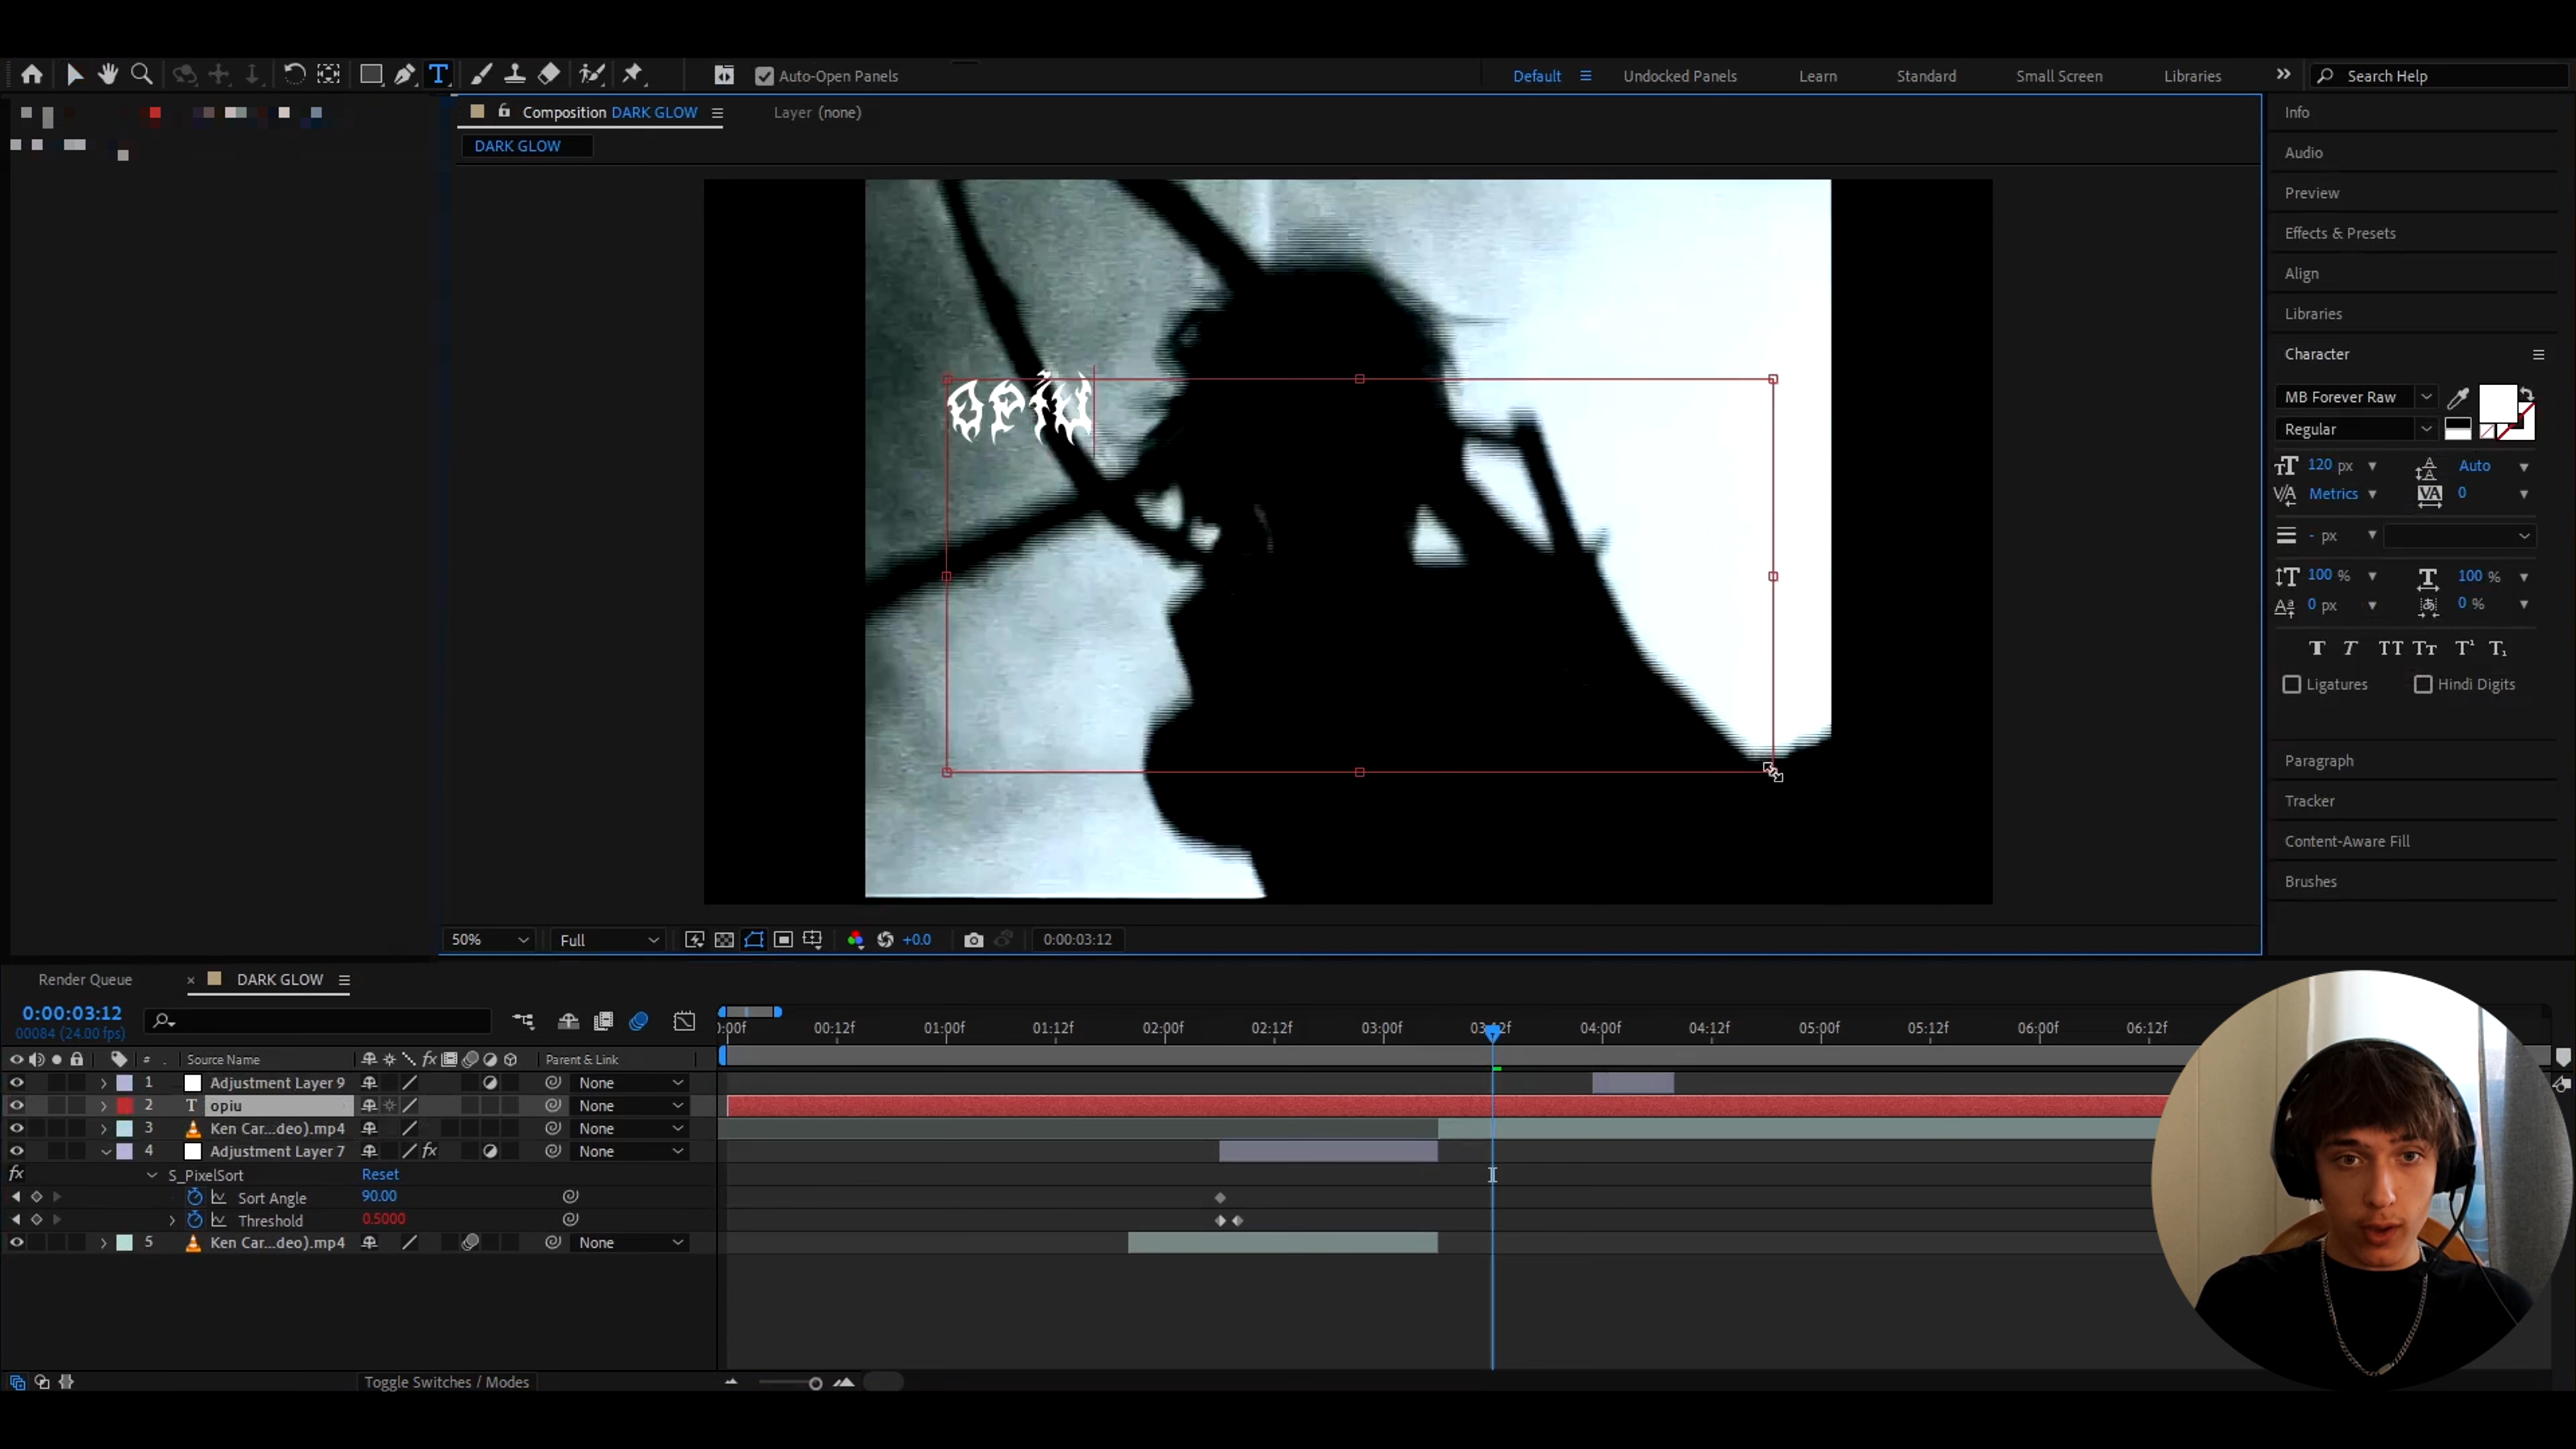 Auto-Open Panels
Default
Undocked Panels
Learn
Standard
Small Screen
Libraries
Search Help
Composition DARK GLOW
Layer (none)
DARK GLOW
opiu
50%
Full
+0.0
0:00:03:12
Info
Audio
Preview
Effects & Presets
Align
Libraries
Character
MB Forever Raw
Regular
120 px
Auto
Metrics
0
- px
100 %
100 %
0 px
0 %
Ligatures
Hindi Digits
Paragraph
Tracker
Content-Aware Fill
Brushes
Render Queue
DARK GLOW
0:00:03:12
00084 (24.00 fps)
:00f 00:12f 01:00f 01:12f 02:00f 02:12f 03:00f 03:12f 04:00f 04:12f 05:00f 05:12f 06:00f 06:12f
# Source Name Parent & Link
1 Adjustment Layer 9 None
2 T opiu None
3 Ken Car...deo).mp4 None
4 Adjustment Layer 7 None
fx S_PixelSort Reset
Sort Angle 90.00
Threshold 0.5000
5 Ken Car...deo).mp4 None
Toggle Switches / Modes